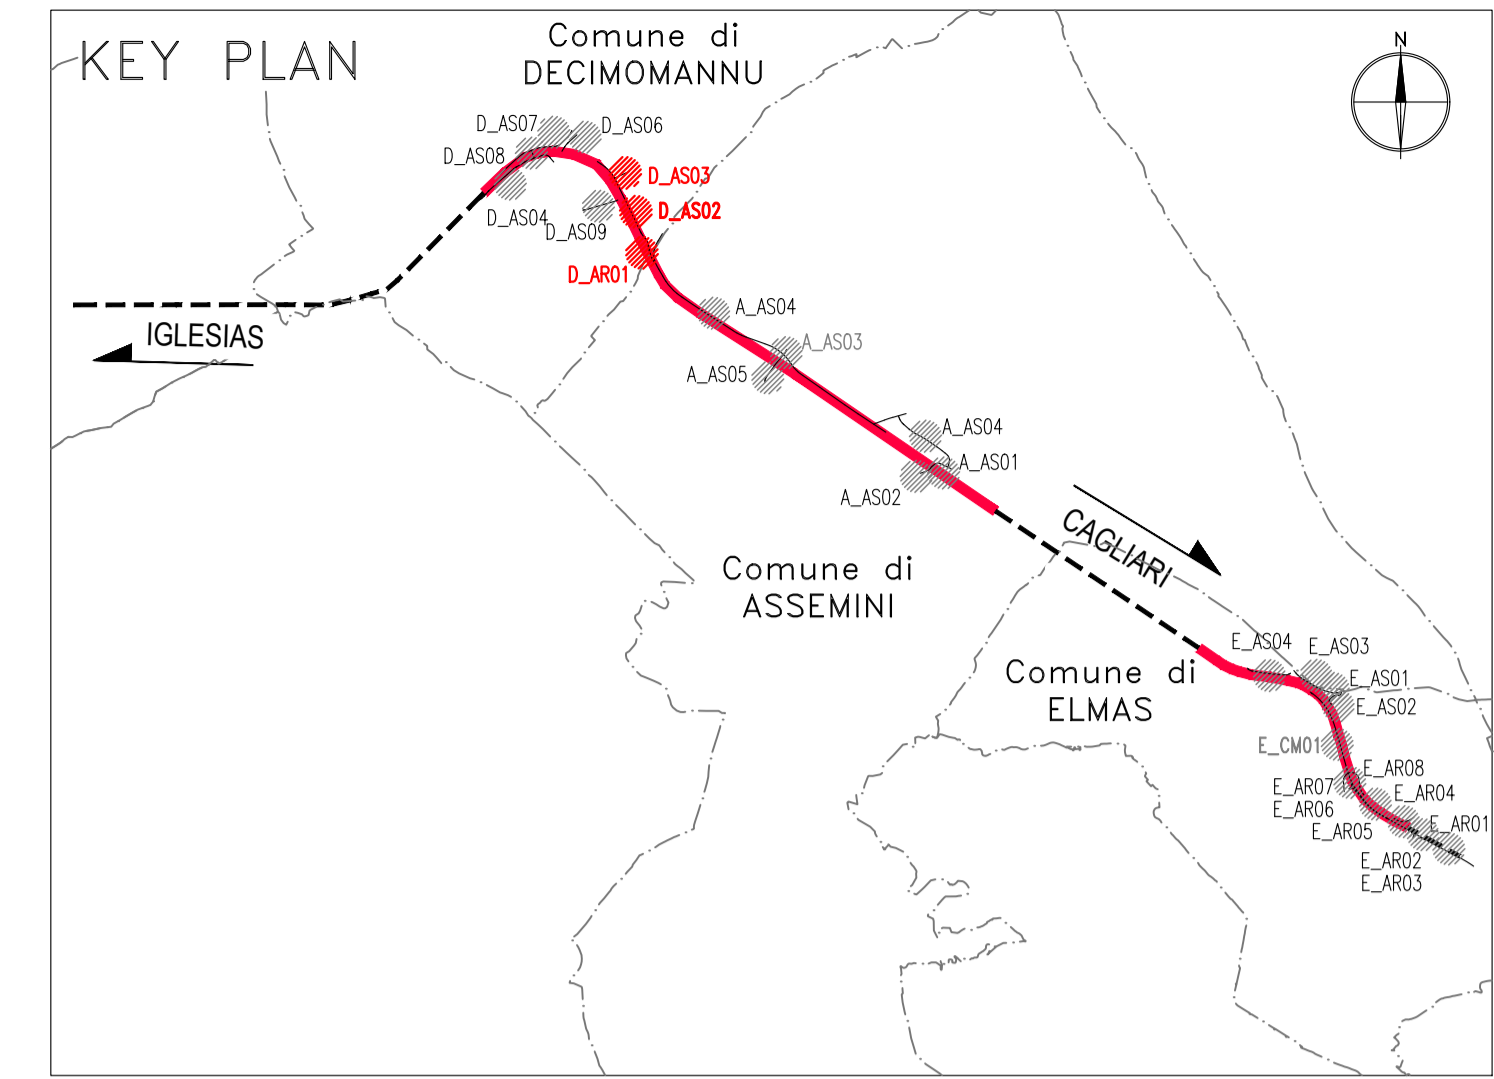 KEY PLAN
Comune di
DECIMOMANNU
N
D_AS07
D_AS06
D_AS08
D_AS03
D_AS04
D_AS02
D_AS09
D_AR01
IGLESIAS
A_AS04
A_AS03
A_AS05
A_AS04
A_AS01
A_AS02
CAGLIARI
Comune di
ASSEMINI
Comune di
ELMAS
E_AS04
E_AS03
E_AS01
E_AS02
E_CM01
E_AR08
E_AR07
E_AR04
E_AR06
E_AR05
E_AR01
E_AR02
E_AR03